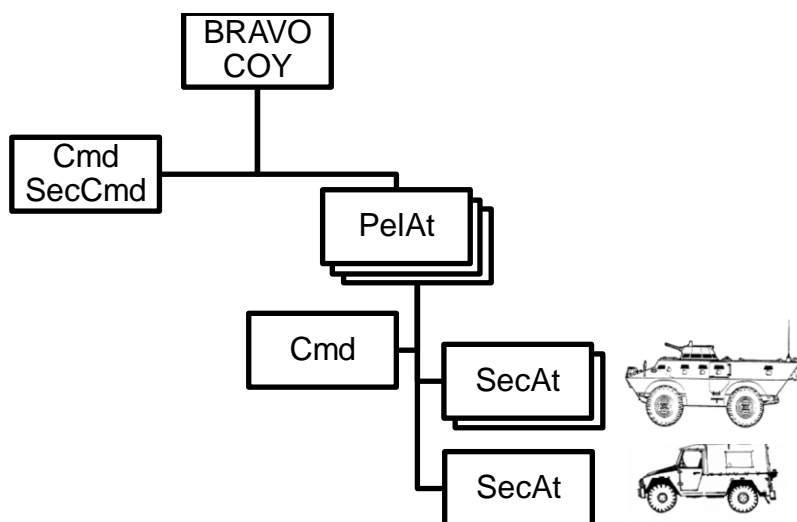 BRAVO
COY
Cmd
SecCmd
PelAt
Cmd
SecAt
SecAt